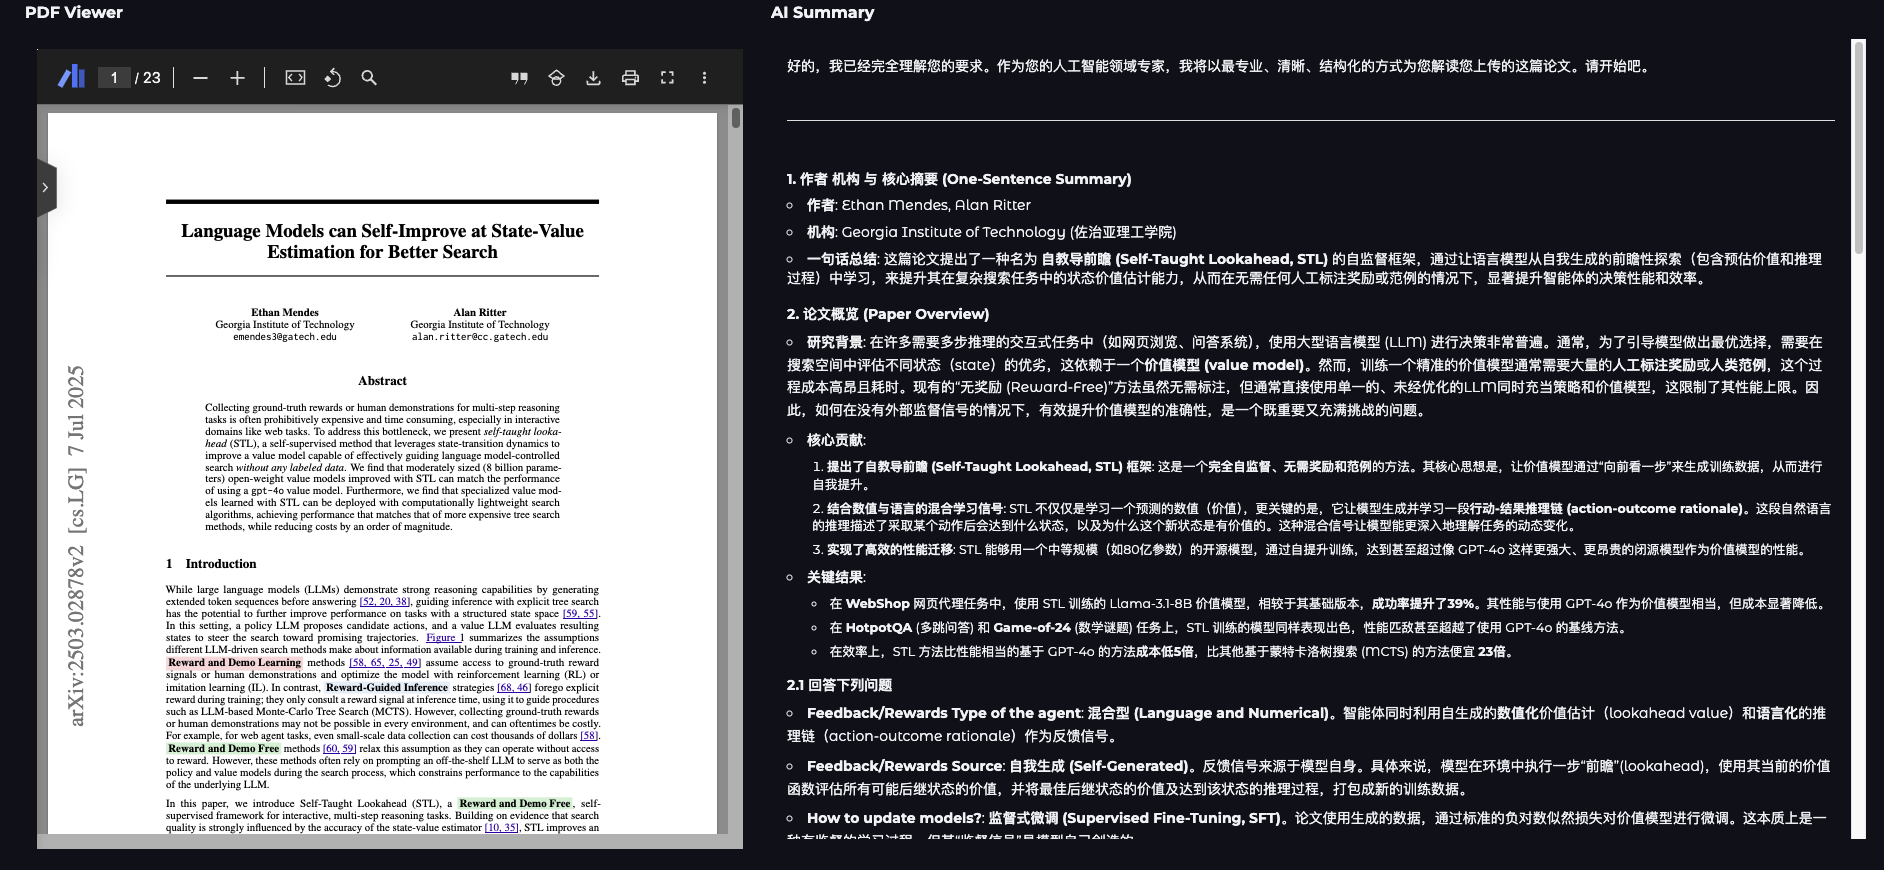 PDF Viewer
1 / 23
arXiv:2503.02878v2 [cs.LG] 7 Jul 2025
Language Models can Self-Improve at State-Value
Estimation for Better Search
Ethan Mendes
Georgia Institute of Technology
emendes3@gatech.edu
Alan Ritter
Georgia Institute of Technology
alan.ritter@cc.gatech.edu
Abstract
Collecting ground-truth rewards or human demonstrations for multi-step reasoning
tasks is often prohibitively expensive and time consuming, especially in interactive
domains like web tasks. To address this bottleneck, we present self-taught looka-
head (STL), a self-supervised method that leverages state-transition dynamics to
improve a value model capable of effectively guiding language model-controlled
search without any labeled data. We find that moderately sized (8 billion parame-
ters) open-weight value models improved with STL can match the performance
of using a gpt-4o value model. Furthermore, we find that specialized value mod-
els learned with STL can be deployed with computationally lightweight search
algorithms, achieving performance that matches that of more expensive tree search
methods, while reducing costs by an order of magnitude.
1 Introduction
While large language models (LLMs) demonstrate strong reasoning capabilities by generating
extended token sequences before answering [52, 20, 38], guiding inference with explicit tree search
has the potential to further improve performance on tasks with a structured state space [59, 55].
In this setting, a policy LLM proposes candidate actions, and a value LLM evaluates resulting
states to steer the search toward promising trajectories. Figure 1 summarizes the assumptions
different LLM-driven search methods make about information available during training and inference.
Reward and Demo Learning methods [58, 65, 25, 49] assume access to ground-truth reward
signals or human demonstrations and optimize the model with reinforcement learning (RL) or
imitation learning (IL). In contrast, Reward-Guided Inference strategies [68, 46] forego explicit
reward during training; they only consult a reward signal at inference time, using it to guide procedures
such as LLM-based Monte-Carlo Tree Search (MCTS). However, collecting ground-truth rewards
or human demonstrations may not be possible in every environment, and can oftentimes be costly.
For example, for web agent tasks, even small-scale data collection can cost thousands of dollars [58].
Reward and Demo Free methods [60, 59] relax this assumption as they can operate without access
to reward. However, these methods often rely on prompting an off-the-shelf LLM to serve as both the
policy and value models during the search process, which constrains performance to the capabilities
of the underlying LLM.
In this paper, we introduce Self-Taught Lookahead (STL), a Reward and Demo Free, self-
supervised framework for interactive, multi-step reasoning tasks. Building on evidence that search
quality is strongly influenced by the accuracy of the state-value estimator [10, 35], STL improves an
AI Summary
好的，我已经完全理解您的要求。作为您的人工智能领域专家，我将以最专业、清晰、结构化的方式为您解读您上传的这篇论文。请开始吧。
1. 作者 机构 与 核心摘要 (One-Sentence Summary)
作者: Ethan Mendes, Alan Ritter
机构: Georgia Institute of Technology (佐治亚理工学院)
一句话总结: 这篇论文提出了一种名为 自教导前瞻 (Self-Taught Lookahead, STL) 的自监督框架，通过让语言模型从自我生成的前瞻性探索（包含预估价值和推理
过程）中学习，来提升其在复杂搜索任务中的状态价值估计能力，从而在无需任何人工标注奖励或范例的情况下，显著提升智能体的决策性能和效率。
2. 论文概览 (Paper Overview)
研究背景: 在许多需要多步推理的交互式任务中（如网页浏览、问答系统），使用大型语言模型 (LLM) 进行决策非常普遍。通常，为了引导模型做出最优选择，需要在
搜索空间中评估不同状态（state）的优劣，这依赖于一个价值模型 (value model)。然而，训练一个精准的价值模型通常需要大量的人工标注奖励或人类范例，这个过
程成本高昂且耗时。现有的“无奖励 (Reward-Free)”方法虽然无需标注，但通常直接使用单一的、未经优化的LLM同时充当策略和价值模型，这限制了其性能上限。因
此，如何在没有外部监督信号的情况下，有效提升价值模型的准确性，是一个既重要又充满挑战的问题。
核心贡献:
1. 提出了自教导前瞻 (Self-Taught Lookahead, STL) 框架: 这是一个完全自监督、无需奖励和范例的方法。其核心思想是，让价值模型通过“向前看一步”来生成训练数据，从而进行
自我提升。
2. 结合数值与语言的混合学习信号: STL 不仅仅是学习一个预测的数值（价值），更关键的是，它让模型生成并学习一段行动-结果推理链 (action-outcome rationale)。这段自然语言
的推理描述了采取某个动作后会达到什么状态，以及为什么这个新状态是有价值的。这种混合信号让模型能更深入地理解任务的动态变化。
3. 实现了高效的性能迁移: STL 能够用一个中等规模（如80亿参数）的开源模型，通过自提升训练，达到甚至超过像 GPT-4o 这样更强大、更昂贵的闭源模型作为价值模型的性能。
关键结果:
在 WebShop 网页代理任务中，使用 STL 训练的 Llama-3.1-8B 价值模型，相较于其基础版本，成功率提升了39%。其性能与使用 GPT-4o 作为价值模型相当，但成本显著降低。
在 HotpotQA (多跳问答) 和 Game-of-24 (数学谜题) 任务上，STL 训练的模型同样表现出色，性能匹敌甚至超越了使用 GPT-4o 的基线方法。
在效率上，STL 方法比性能相当的基于 GPT-4o 的方法成本低5倍，比其他基于蒙特卡洛树搜索 (MCTS) 的方法便宜 23倍。
2.1 回答下列问题
Feedback/Rewards Type of the agent: 混合型 (Language and Numerical)。智能体同时利用自生成的数值化价值估计（lookahead value）和语言化的推
理链（action-outcome rationale）作为反馈信号。
Feedback/Rewards Source: 自我生成 (Self-Generated)。反馈信号来源于模型自身。具体来说，模型在环境中执行一步“前瞻”(lookahead)，使用其当前的价值
函数评估所有可能后继状态的价值，并将最佳后继状态的价值及达到该状态的推理过程，打包成新的训练数据。
How to update models?: 监督式微调 (Supervised Fine-Tuning, SFT)。论文使用生成的数据，通过标准的负对数似然损失对价值模型进行微调。这本质上是一